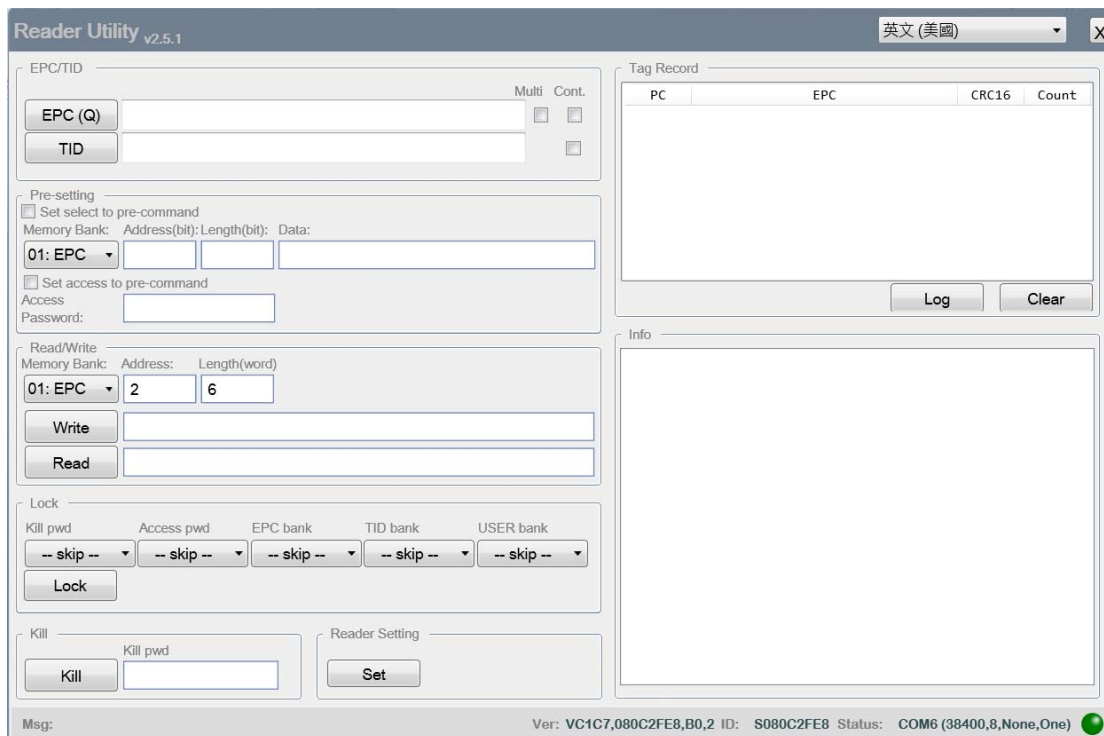 Reader Utility v2.5.1
英文 (美國)
X
EPC/TID
Multi Cont.
EPC (Q)
TID
Pre-setting
Set select to pre-command
Memory Bank: Address(bit): Length(bit): Data:
01: EPC
Set access to pre-command
Access
Password:
Read/Write
Memory Bank: Address: Length(word)
01: EPC 2 6
Write
Read
Lock
Kill pwd Access pwd EPC bank TID bank USER bank
-- skip -- -- skip -- -- skip -- -- skip -- -- skip --
Lock
Kill
Kill pwd
Kill
Reader Setting
Set
Tag Record
PC EPC CRC16 Count
Log Clear
Info
Msg: Ver: VC1C7,080C2FE8,B0,2 ID: S080C2FE8 Status: COM6 (38400,8,None,One)